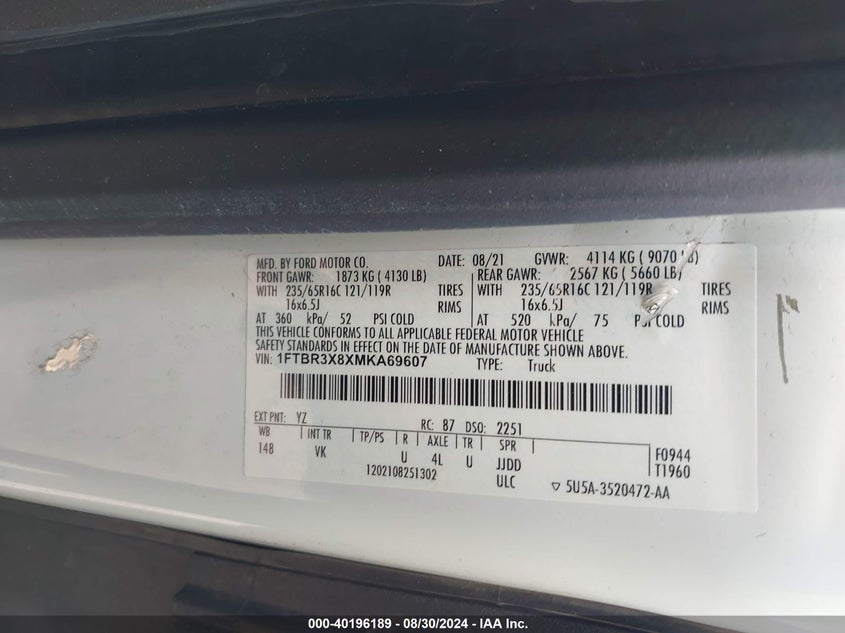 MFD. BY FORD MOTOR CO. DATE: 08/21 GVWR: 4114 KG ( 9070 LB)
FRONT GAWR: 1873 KG ( 4130 LB) REAR GAWR: 2567 KG ( 5660 LB)
WITH 235/65R16C 121/119R TIRES WITH 235/65R16C 121/119R TIRES
16x6.5J RIMS 16x6.5J RIMS
AT 360 kPa/ 52 PSI COLD AT 520 kPa/ 75 PSI COLD
THIS VEHICLE CONFORMS TO ALL APPLICABLE FEDERAL MOTOR VEHICLE
SAFETY STANDARDS IN EFFECT ON THE DATE OF MANUFACTURE SHOWN ABOVE.
VIN: 1FTBR3X8XMKA69607 TYPE: Truck
EXT PNT: YZ RC: 87 DSO: 2251
WB INT TR TP/PS R AXLE TR SPR F0944
148 VK U 4L U JJDD T1960
1202108251302 ULC ▽ 5U5A-3520472-AA
000-40196189 - 08/30/2024 - IAA Inc.